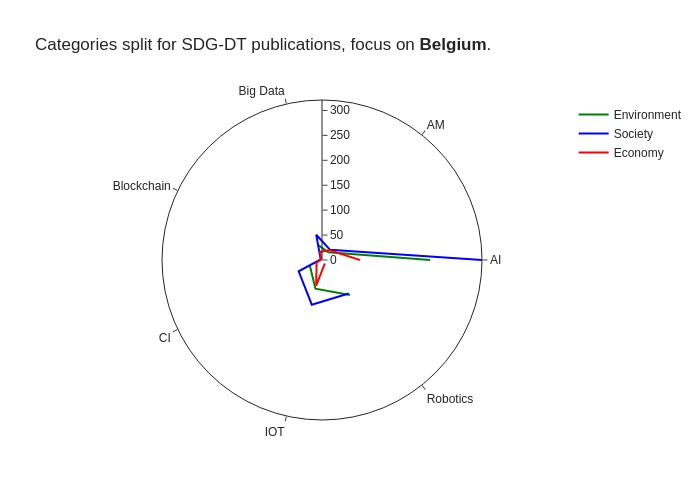 Categories split for SDG-DT publications, focus on Belgium.
Big Data
300
AM
Environment
250
Society
200
Economy
150
Blockchain
100
50
0
AI
CI
Robotics
IOT